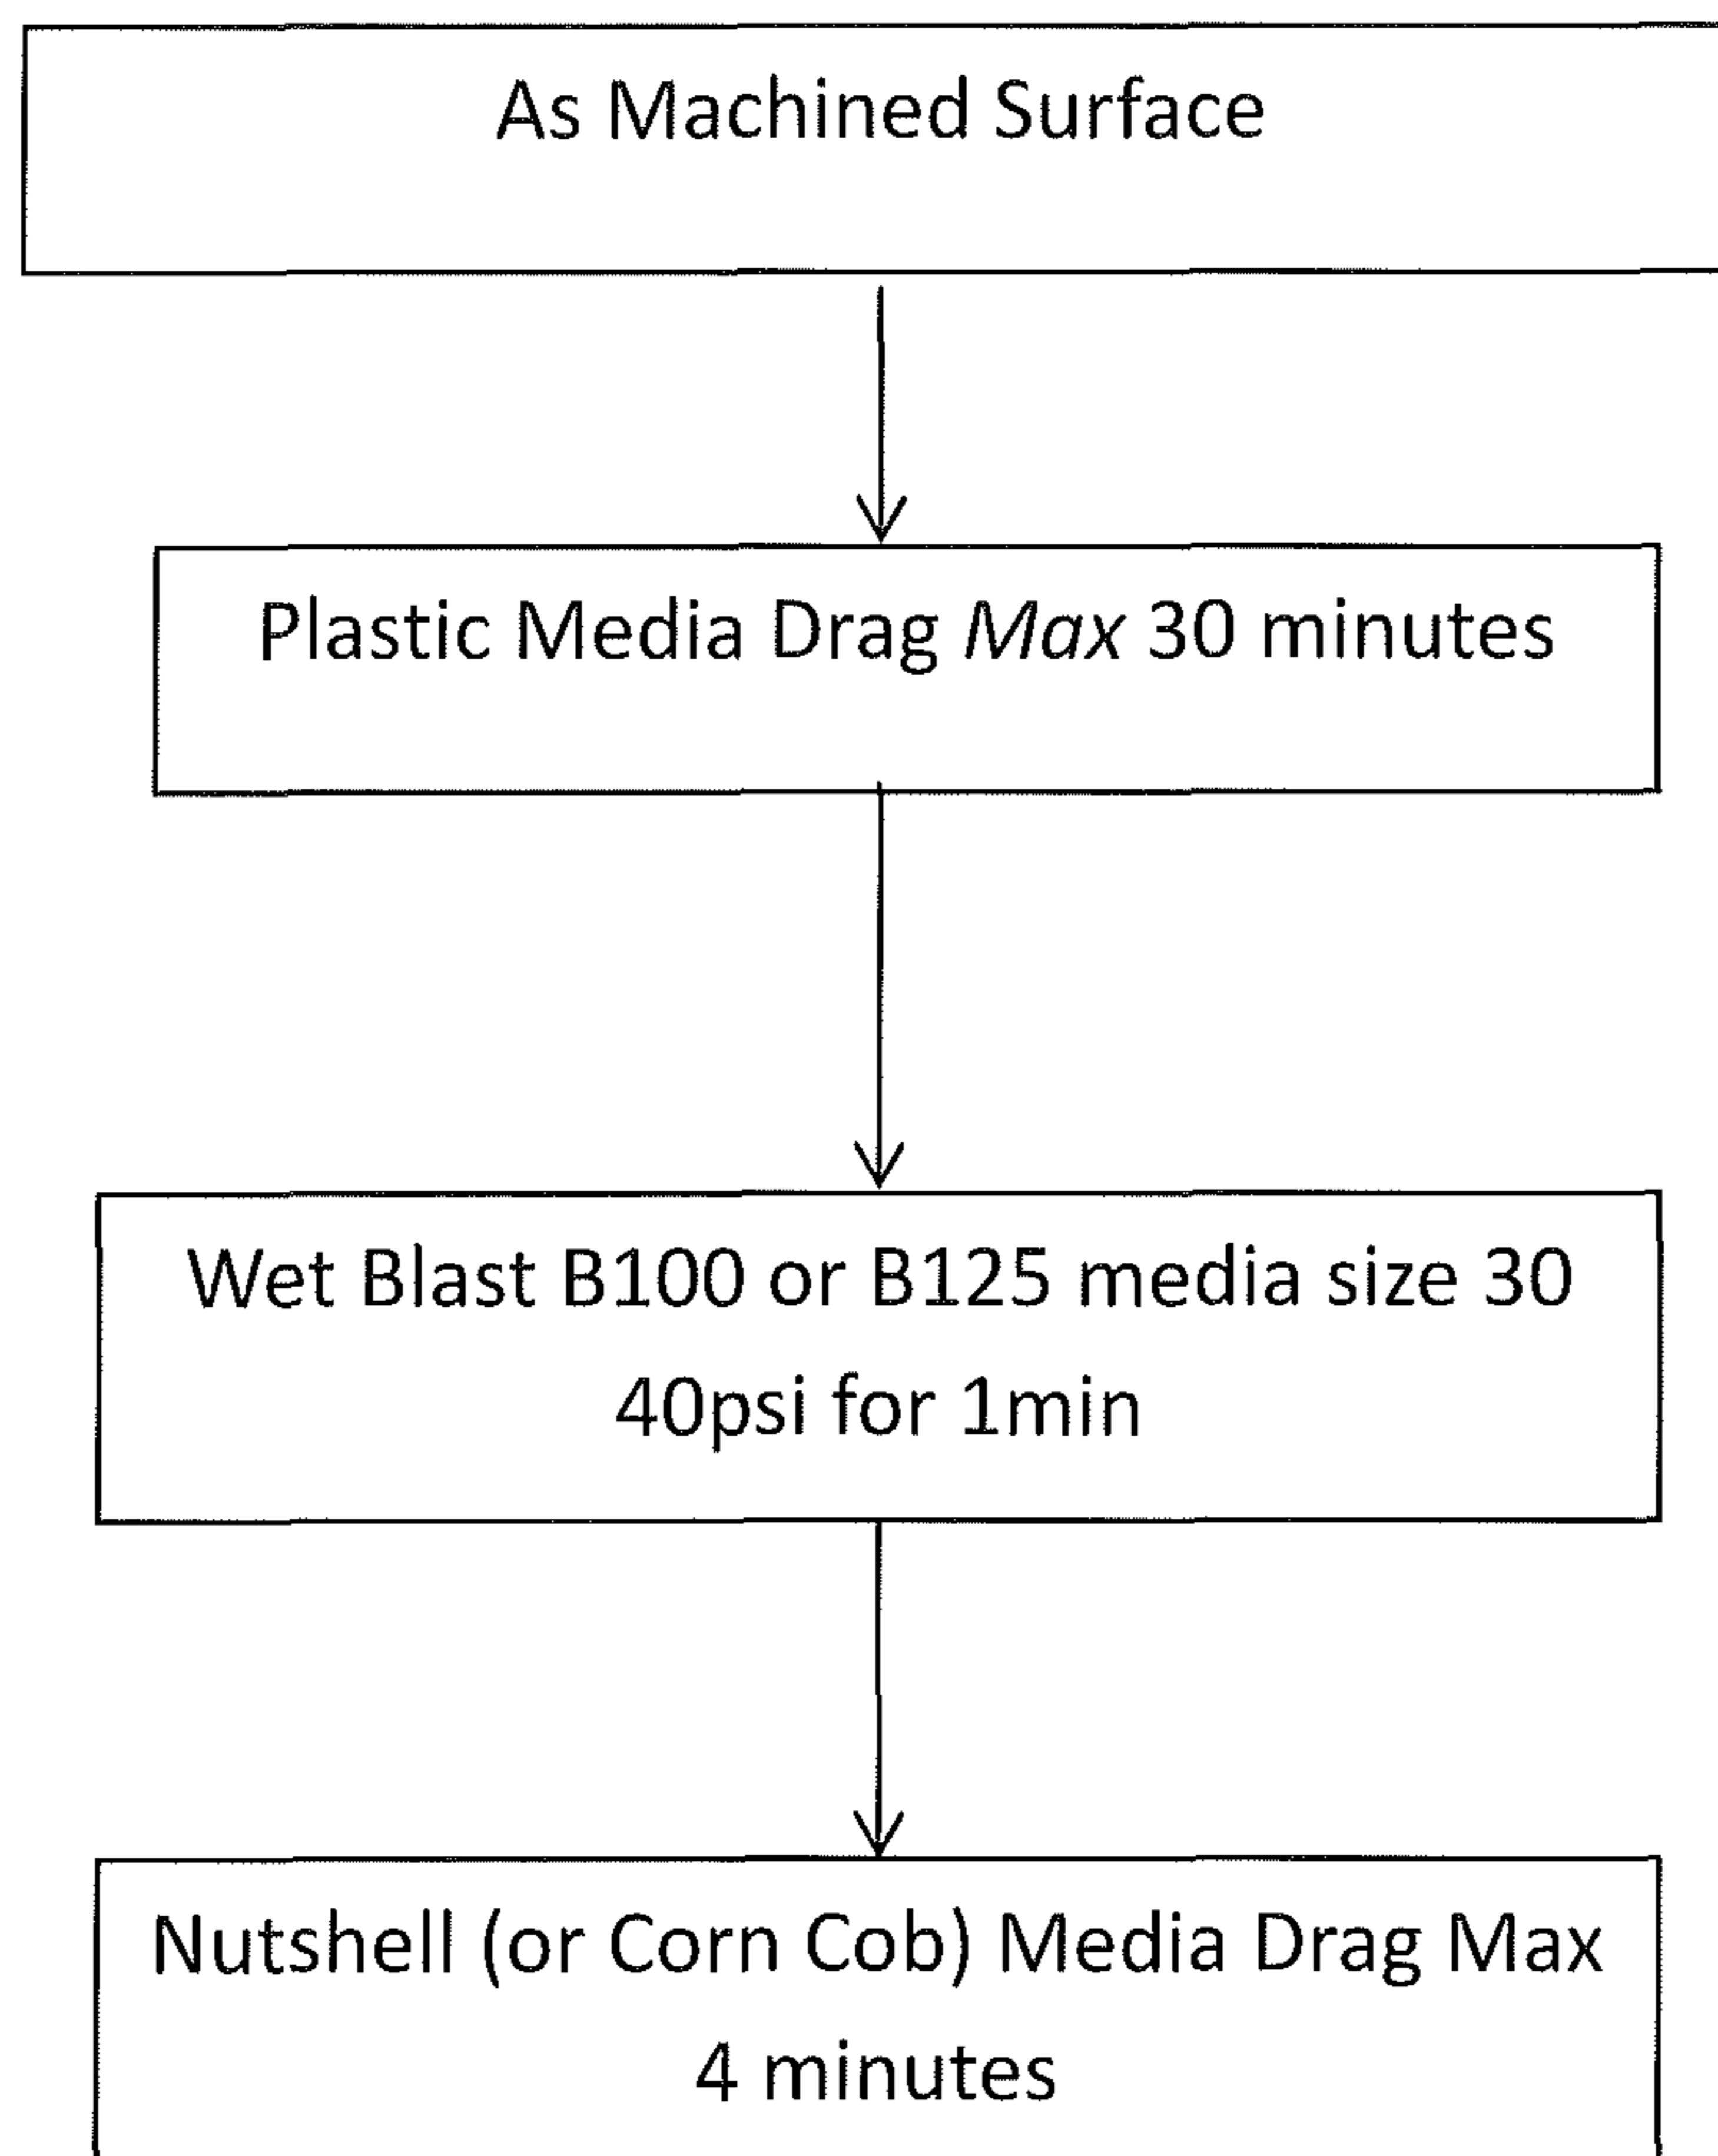 As Machined Surface
Plastic Media Drag Max 30 minutes
Wet Blast B100 or B125 media size 30
40psi for 1min
Nutshell (or Corn Cob) Media Drag Max
4 minutes